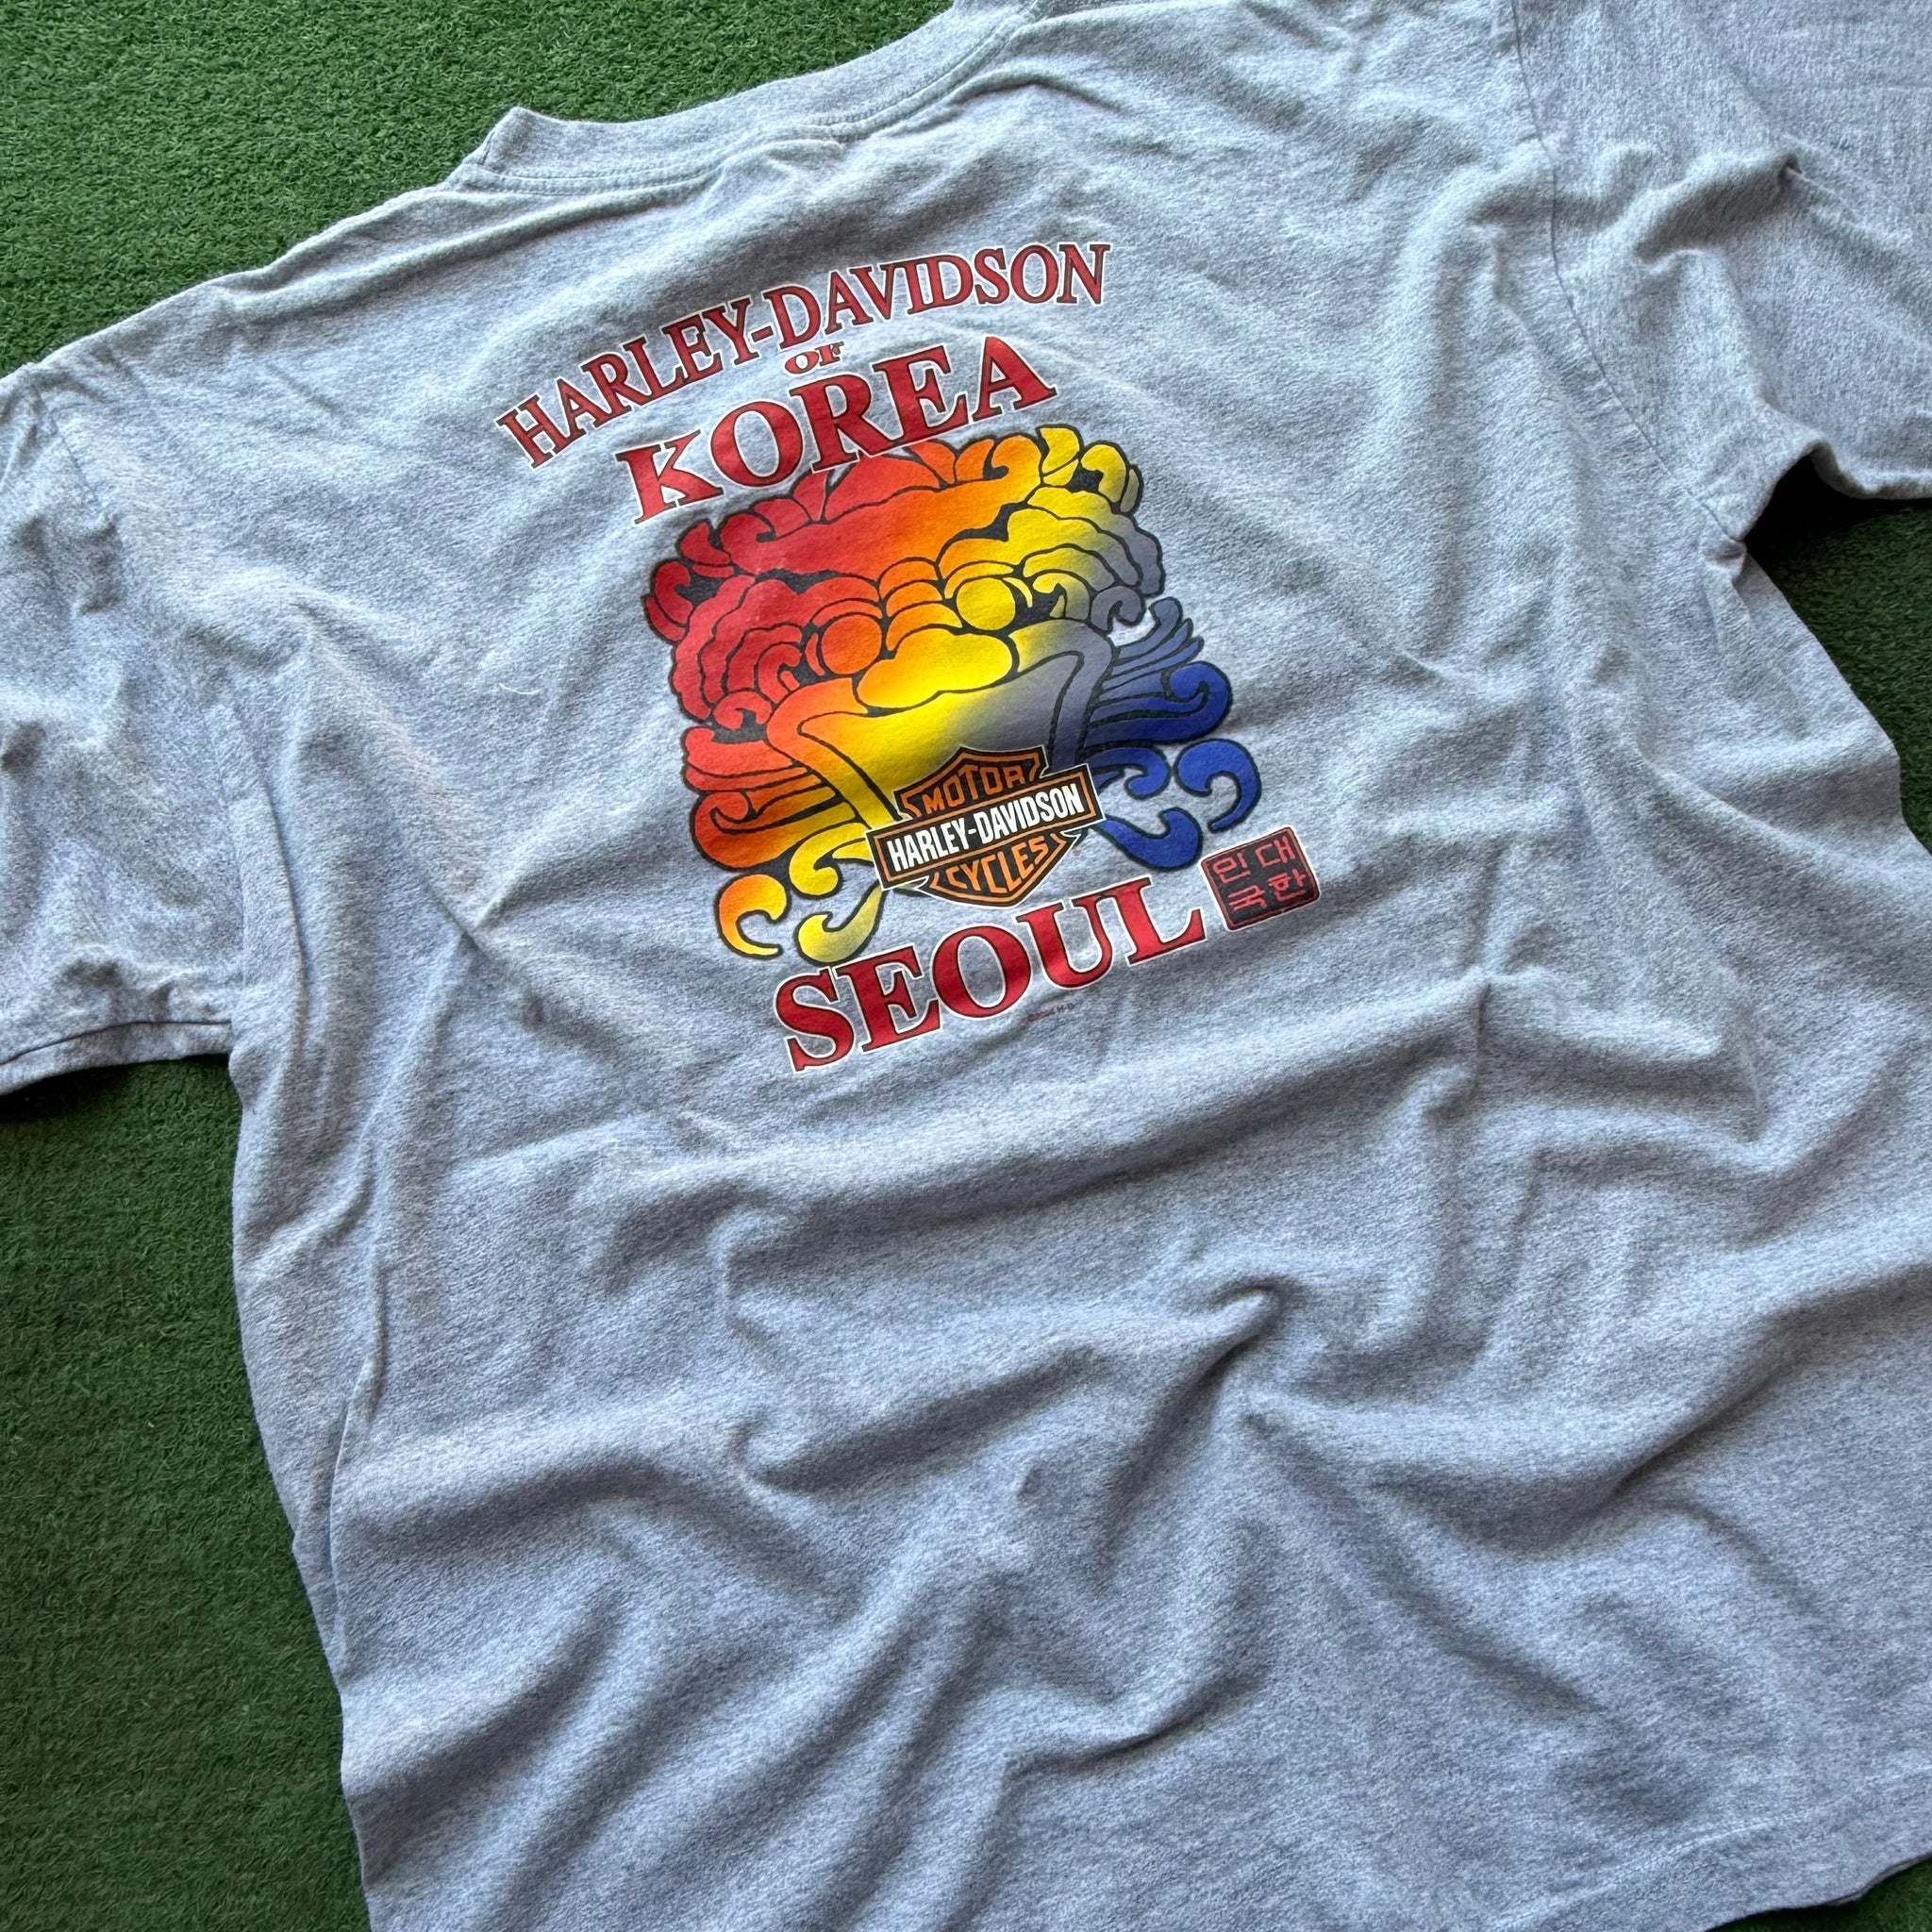 HARLEY-DAVIDSON
OF
KOREA
MOTOR
HARLEY-DAVIDSON
CYCLES
SEOUL
대한
민국